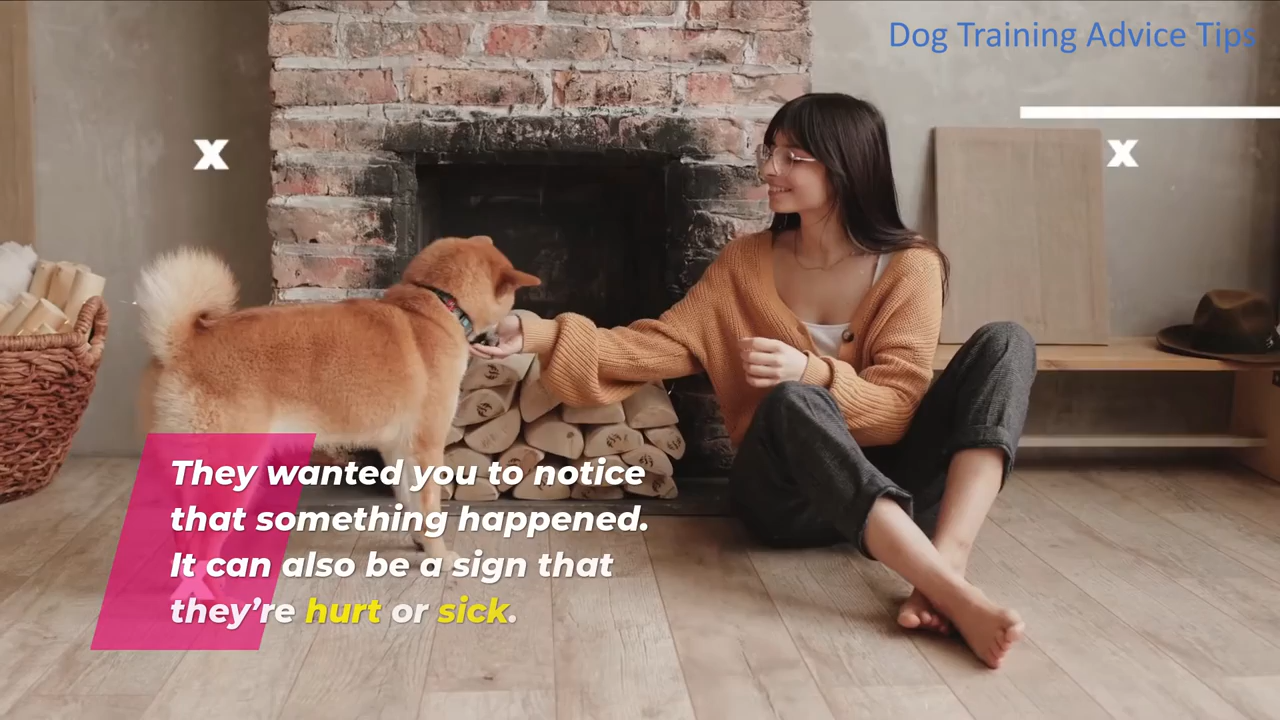 Dog Training Advice Tips
x
x
They wanted you to notice
that something happened.
It can also be a sign that
they’re hurt or sick.